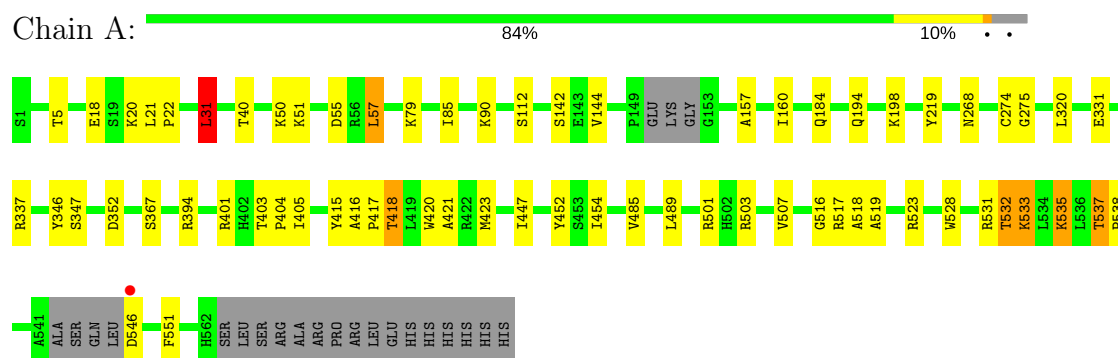 Chain A:
84% 10% • •
S1 T5 E18 S19 K20 L21 P22 L31 T40 K50 K51 D55 R56 L57 K79 I85 K90 S112 S142 E143 V144 P149 GLU LYS GLY G153 A157 I160 Q184 Q194 K198 Y219 N268 C274 G275 L320 E331
R337 Y346 S347 D352 S367 R394 R401 H402 T403 P404 I405 Y415 A416 P417 T418 L419 W420 A421 R422 M423 I447 Y452 S453 I454 V485 L489 R501 H502 R503 V507 G516 R517 A518 A519 R523 W528 R531 T532 K533 L534 K535 L536 T537
A541 ALA SER GLN LEU D546 F551 H562 SER LEU SER ARG ALA ARG PRO ARG LEU GLU HIS HIS HIS HIS HIS HIS